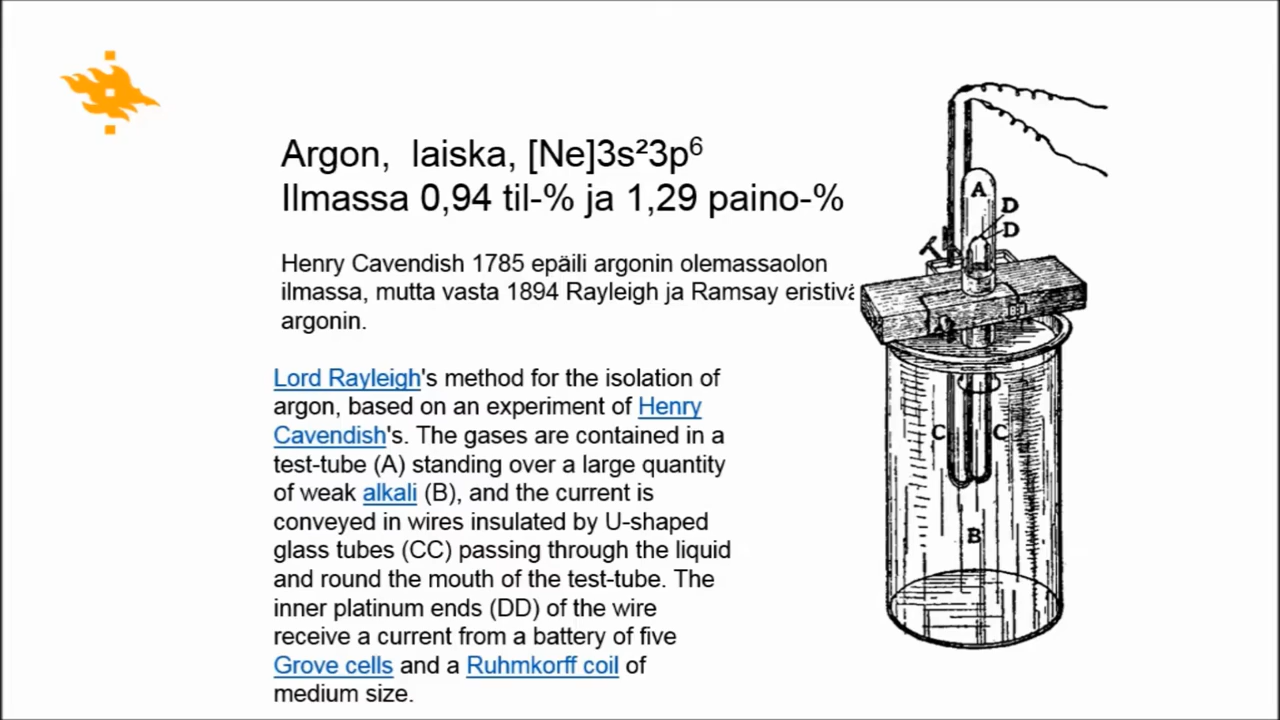 Argon, laiska, [Ne]3s²3p⁶
Ilmassa 0,94 til-% ja 1,29 paino-%
Henry Cavendish 1785 epäili argonin olemassaolon
ilmassa, mutta vasta 1894 Rayleigh ja Ramsay eristivä
argonin.
Lord Rayleigh's method for the isolation of
argon, based on an experiment of Henry
Cavendish's. The gases are contained in a
test-tube (A) standing over a large quantity
of weak alkali (B), and the current is
conveyed in wires insulated by U-shaped
glass tubes (CC) passing through the liquid
and round the mouth of the test-tube. The
inner platinum ends (DD) of the wire
receive a current from a battery of five
Grove cells and a Ruhmkorff coil of
medium size.
A
D
D
C C
B